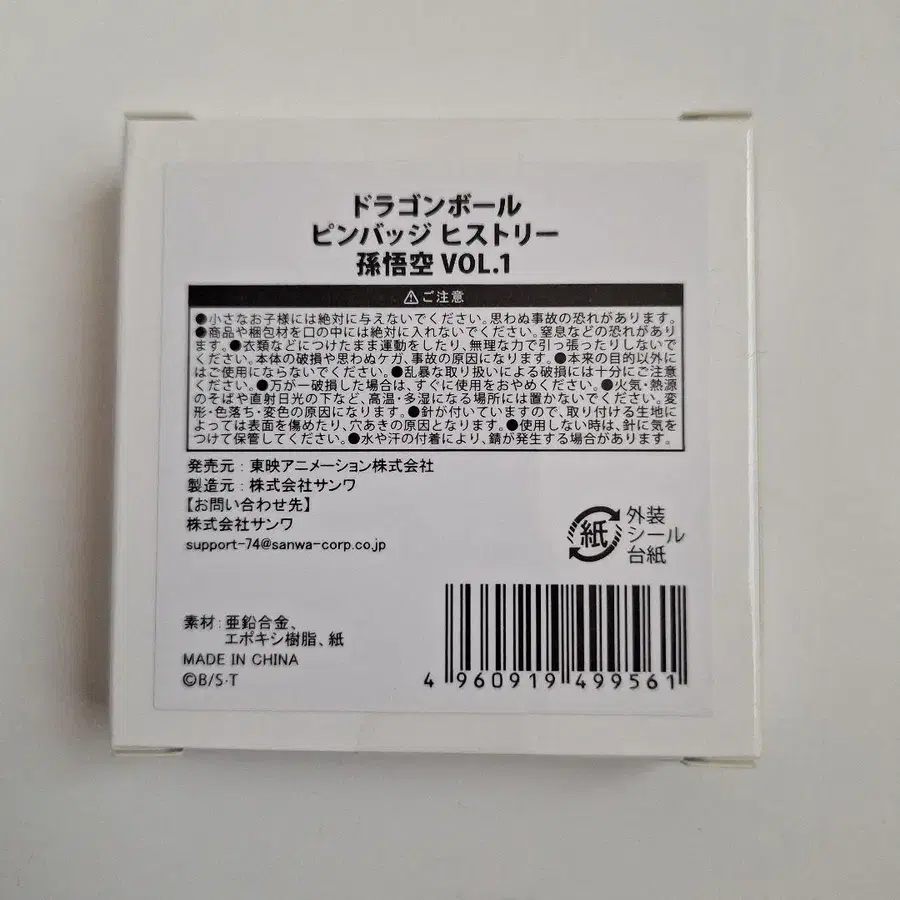 ドラゴンボール
ピンバッジ ヒストリー
孫悟空 VOL.1
⚠ご注意
●小さなお子様には絶対に与えないでください。思わぬ事故の恐れがあります。
●商品や梱包材を口の中には絶対に入れないでください。窒息などの恐れがあり
ます。●衣類などにつけたまま運動をしたり、無理な力で引っ張ったりしないで
ください。本体の破損や思わぬケガ、事故の原因になります。●本来の目的以外に
はご使用にならないでください。●乱暴な取り扱いによる破損には十分にご注意
ください。●万が一破損した場合は、すぐに使用をおやめください。●火気・熱源
のそばや直射日光の下など、高温・多湿になる場所には置かないでください。変
形・色落ち・変色の原因になります。●針が付いていますので、取り付ける生地に
よっては表面を傷めたり、穴あきの原因となります。●使用しない時は、針に気を
つけて保管してください。●水や汗の付着により、錆が発生する場合があります。
発売元：東映アニメーション株式会社
製造元：株式会社サンワ
【お問い合わせ先】
株式会社サンワ
support-74@sanwa-corp.co.jp
紙
外装
シール
台紙
素材：亜鉛合金、
エポキシ樹脂、紙
MADE IN CHINA
©B/S・T
4 960919 499561